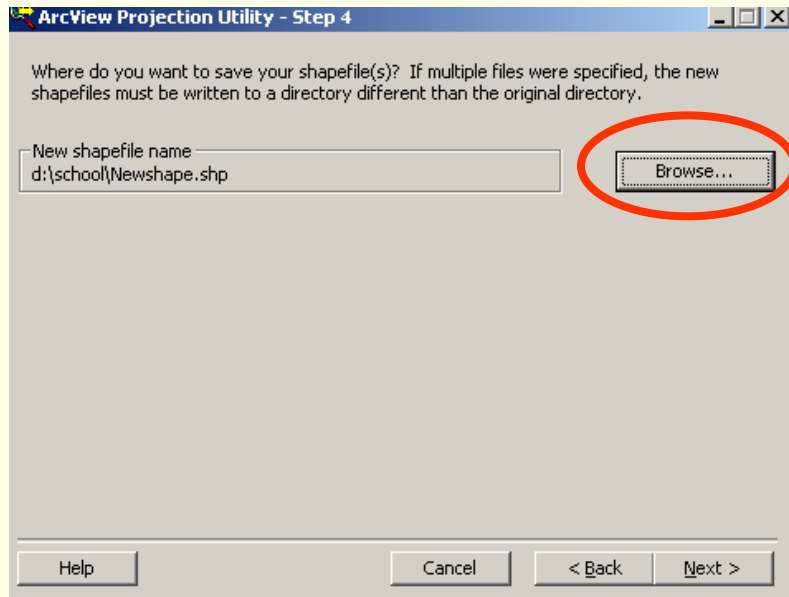 ArcView Projection Utility - Step 4
Where do you want to save your shapefile(s)? If multiple files were specified, the new
shapefiles must be written to a directory different than the original directory.
New shapefile name
d:\school\Newshape.shp
Browse...
Help
Cancel
< Back
Next >